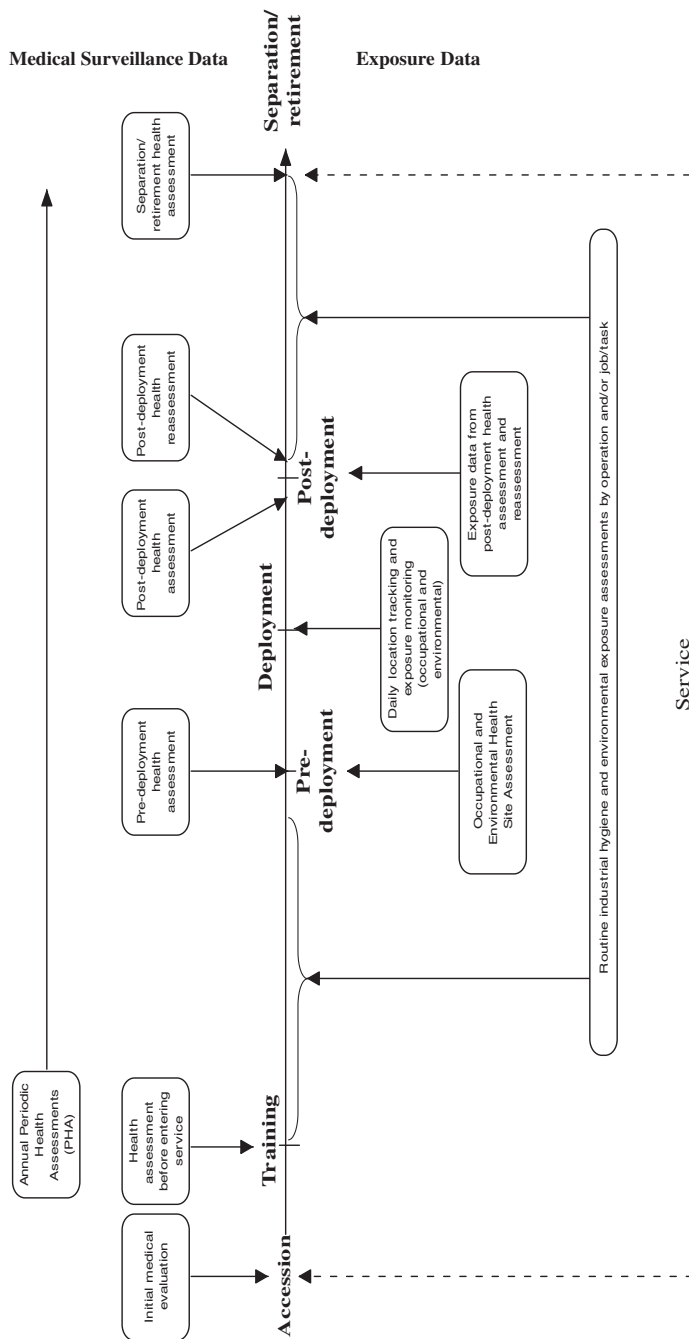 Medical Surveillance Data
Exposure Data
Annual Periodic
Health
Assessments
(PHA)
Initial medical
evaluation
Health
assessment
before entering
service
Pre-deployment
health
assessment
Post-deployment
health
assessment
Post-deployment
health
reassessment
Separation/
retirement health
assessment
Accession
Training
Pre-
deployment
Deployment
Post-
deployment
Separation/
retirement
Occupational and
Environmental Health
Site Assessment
Daily location tracking and
exposure monitoring
(occupational and
environmental)
Exposure data from
post-deployment health
assessment and
reassessment
Routine industrial hygiene and environmental exposure assessments by operation and/or job/task
Service